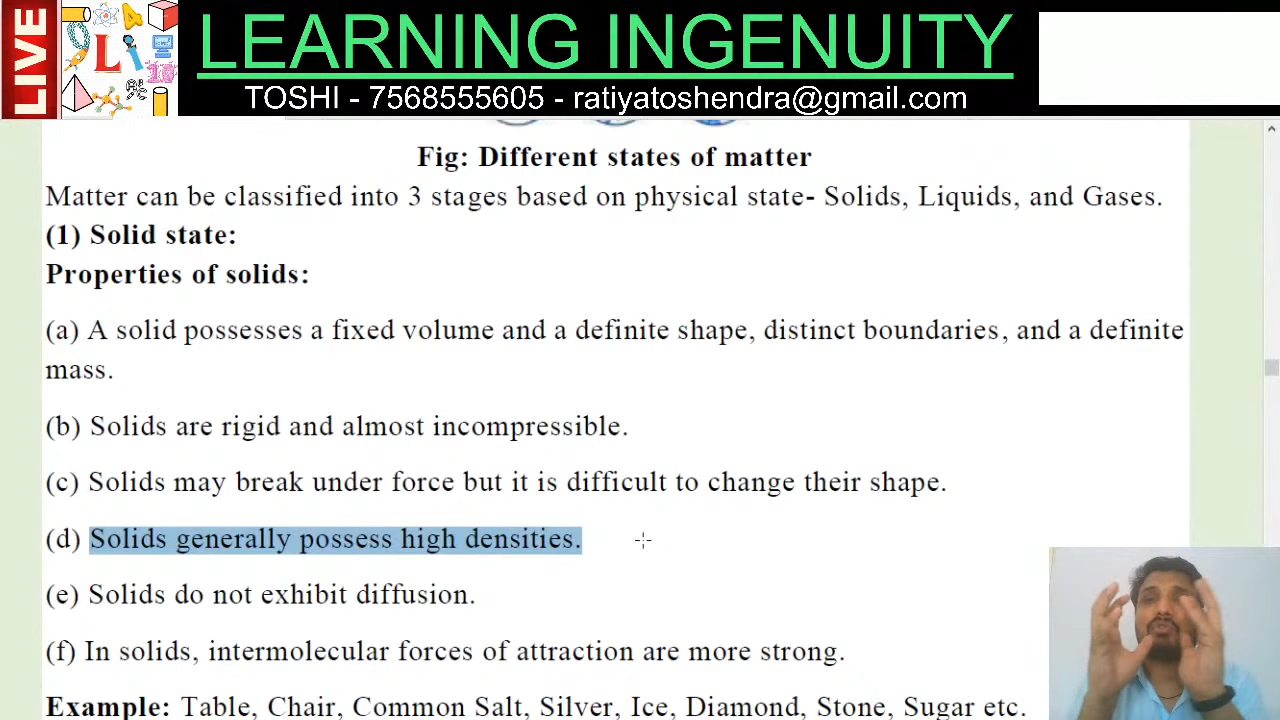 LIVE
LEARNING INGENUITY
TOSHI - 7568555605 - ratiyatoshendra@gmail.com
Fig: Different states of matter
Matter can be classified into 3 stages based on physical state- Solids, Liquids, and Gases.
(1) Solid state:
Properties of solids:
(a) A solid possesses a fixed volume and a definite shape, distinct boundaries, and a definite
mass.
(b) Solids are rigid and almost incompressible.
(c) Solids may break under force but it is difficult to change their shape.
(d) Solids generally possess high densities.
(e) Solids do not exhibit diffusion.
(f) In solids, intermolecular forces of attraction are more strong.
Example: Table, Chair, Common Salt, Silver, Ice, Diamond, Stone, Sugar etc.